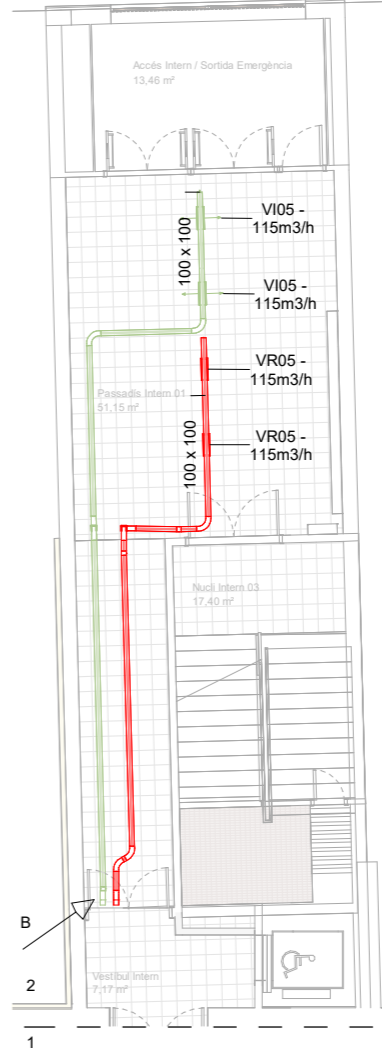 Accés Intern / Sortida Emergència
13,46 m²
VI05 -
115m3/h
100 x 100
VI05 -
115m3/h
VR05 -
115m3/h
Passadís Intern 01
51,15 m²
VR05 -
115m3/h
100 x 100
Nucli Intern 03
17,40 m²
B
Vestíbul Intern
7,17 m²
2
1